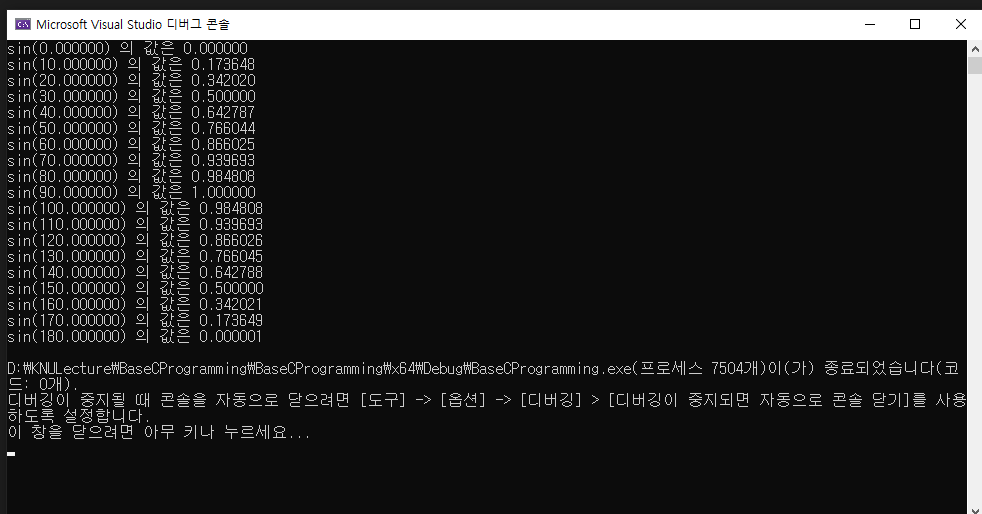 Microsoft Visual Studio 디버그 콘솔
sin(0.000000) 의 값은 0.000000
sin(10.000000) 의 값은 0.173648
sin(20.000000) 의 값은 0.342020
sin(30.000000) 의 값은 0.500000
sin(40.000000) 의 값은 0.642787
sin(50.000000) 의 값은 0.766044
sin(60.000000) 의 값은 0.866025
sin(70.000000) 의 값은 0.939693
sin(80.000000) 의 값은 0.984808
sin(90.000000) 의 값은 1.000000
sin(100.000000) 의 값은 0.984808
sin(110.000000) 의 값은 0.939693
sin(120.000000) 의 값은 0.866026
sin(130.000000) 의 값은 0.766045
sin(140.000000) 의 값은 0.642788
sin(150.000000) 의 값은 0.500000
sin(160.000000) 의 값은 0.342021
sin(170.000000) 의 값은 0.173649
sin(180.000000) 의 값은 0.000001
D:₩KNULecture₩BaseCProgramming₩BaseCProgramming₩x64₩Debug₩BaseCProgramming.exe(프로세스 7504개)이(가) 종료되었습니다(코
드: 0개).
디버깅이 중지될 때 콘솔을 자동으로 닫으려면 [도구] -> [옵션] -> [디버깅] > [디버깅이 중지되면 자동으로 콘솔 닫기]를 사용
하도록 설정합니다.
이 창을 닫으려면 아무 키나 누르세요...